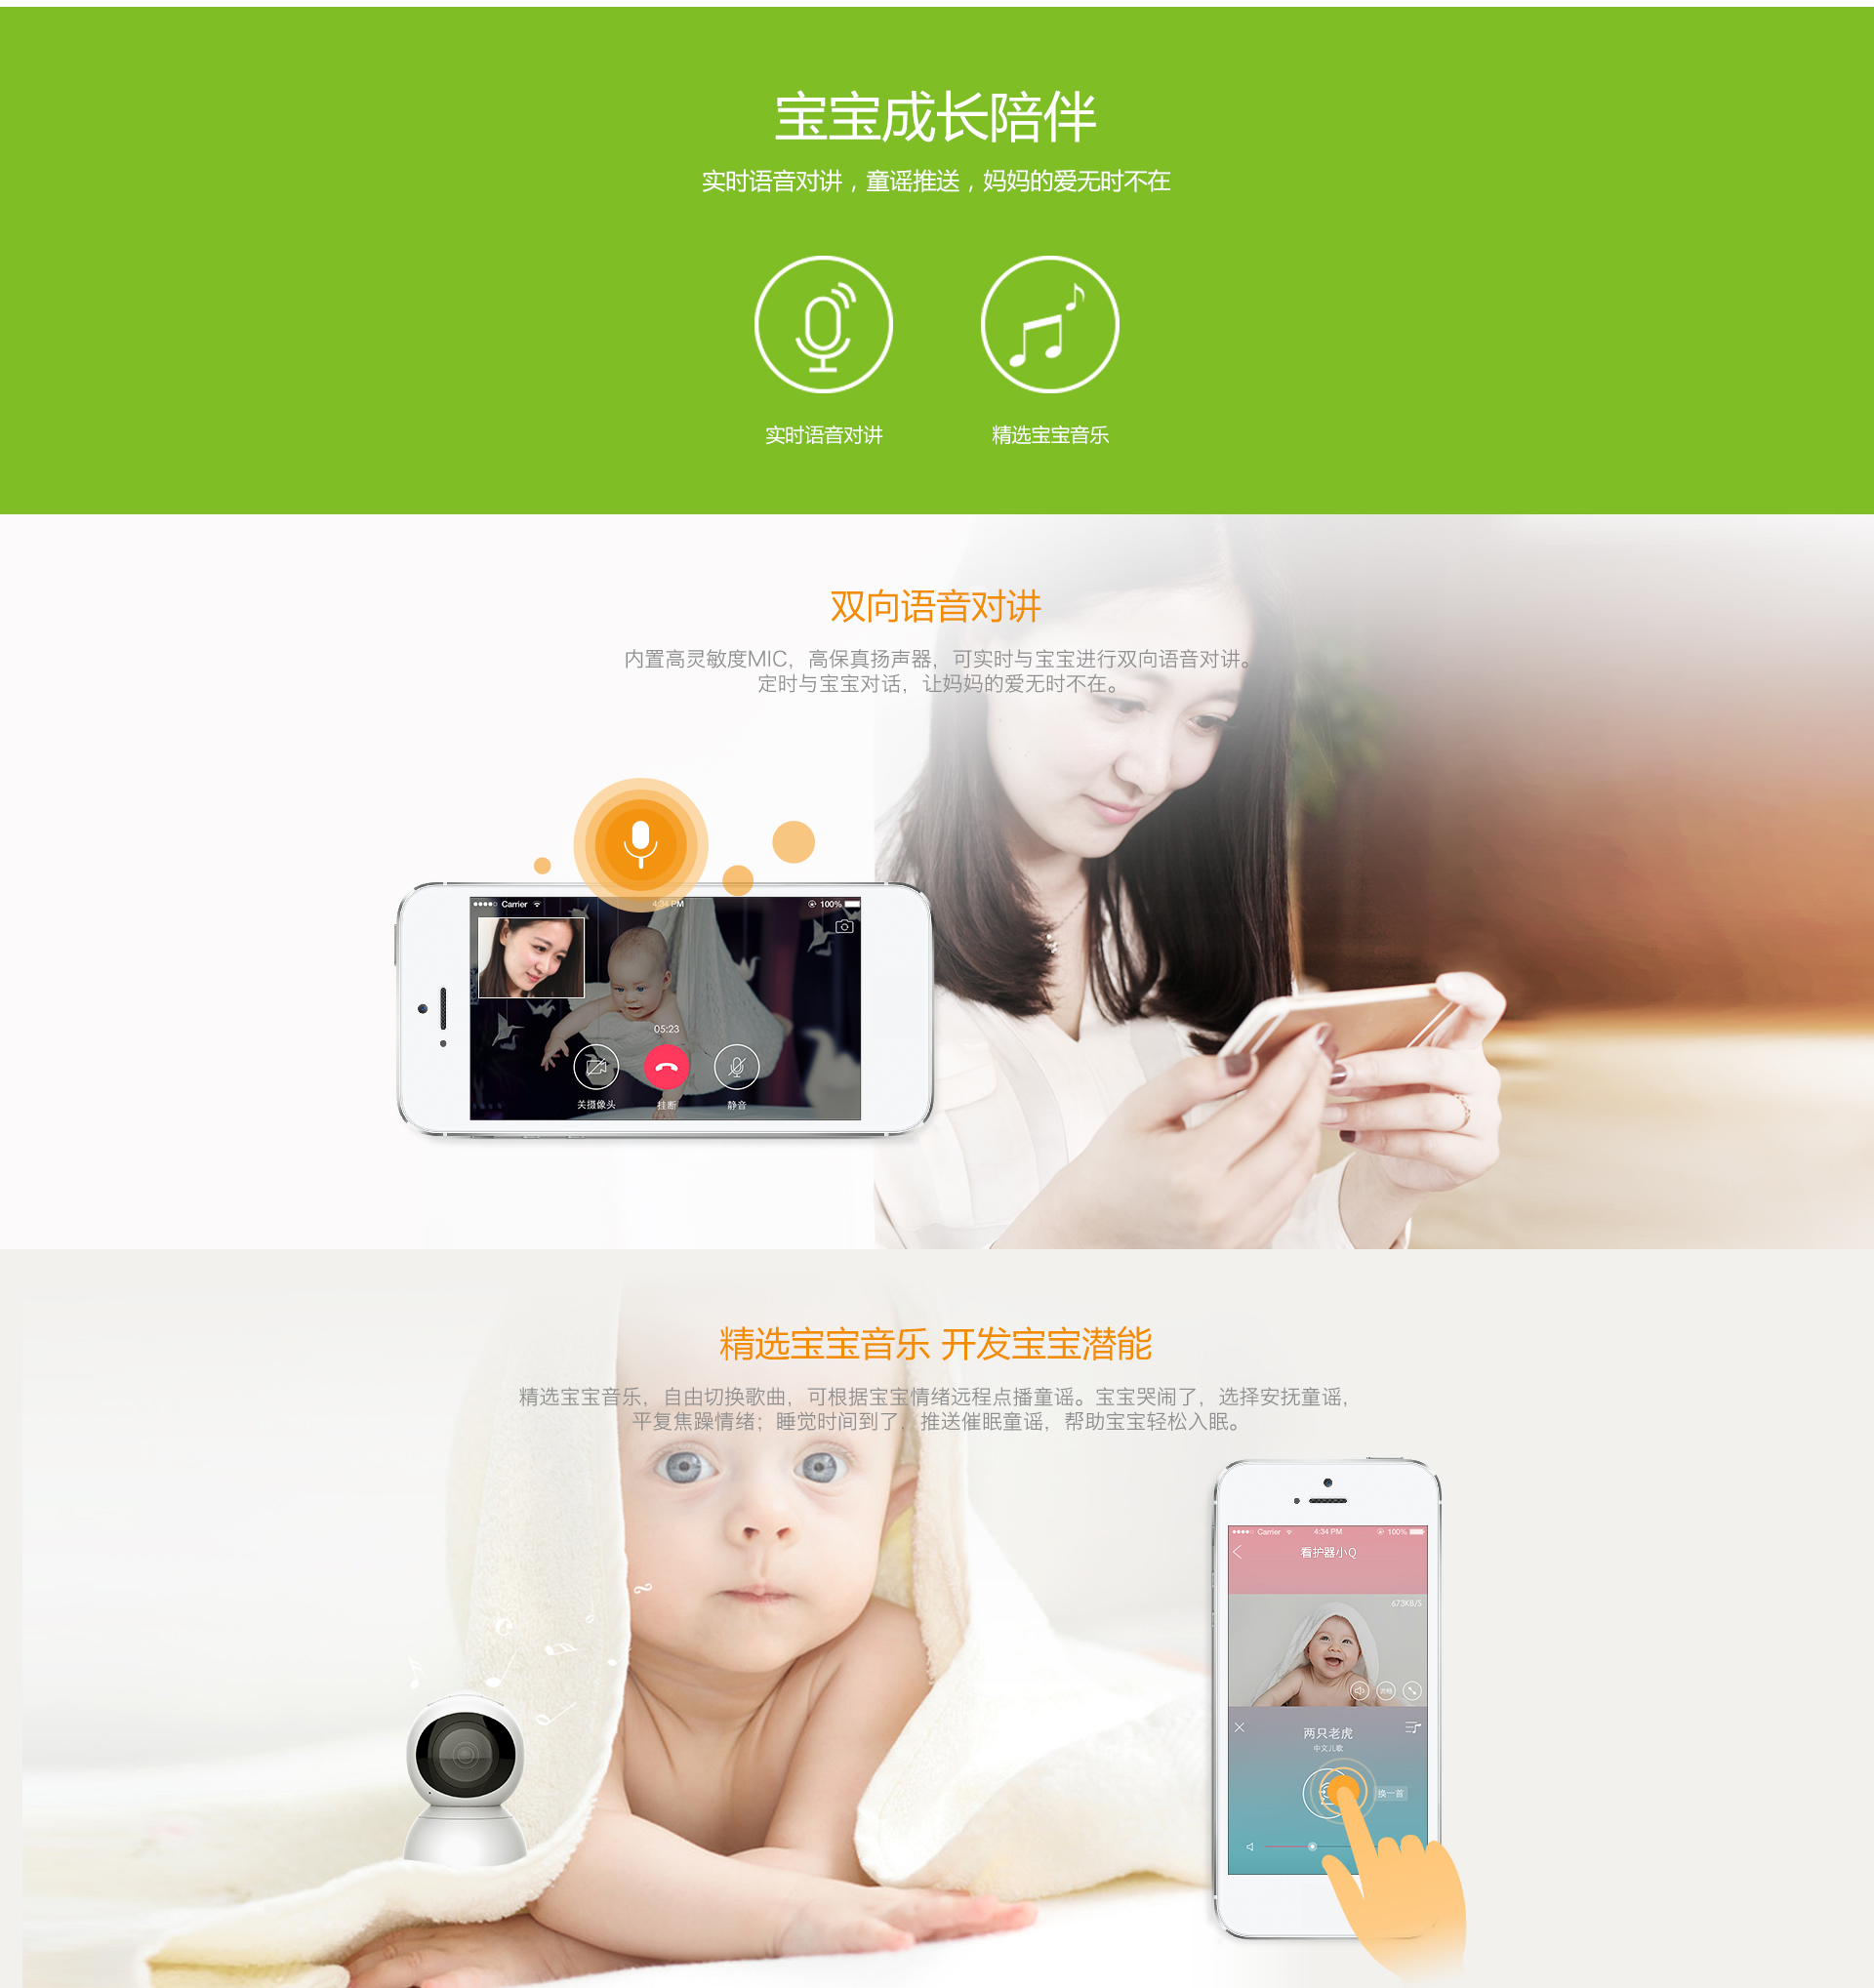 宝宝成长陪伴
实时语音对讲，童谣推送，妈妈的爱无时不在
实时语音对讲
精选宝宝音乐
双向语音对讲
内置高灵敏度MIC，高保真扬声器，可实时与宝宝进行双向语音对讲。
定时与宝宝对话，让妈妈的爱无时不在。
Carrier 4:34 PM 100%
05:23
关摄像头 挂断 静音
精选宝宝音乐 开发宝宝潜能
精选宝宝音乐，自由切换歌曲，可根据宝宝情绪远程点播童谣。宝宝哭闹了，选择安抚童谣，
平复焦躁情绪；睡觉时间到了，推送催眠童谣，帮助宝宝轻松入眠。
Carrier 4:34 PM 100%
看护器小Q
673KB/S
两只老虎
中文儿歌
换一首